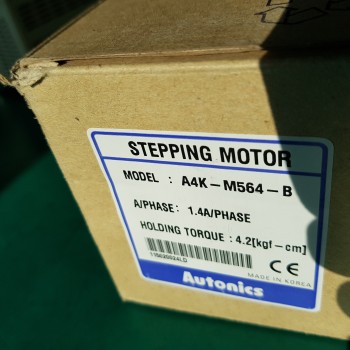 STEPPING MOTOR
MODEL : A4K-M564-B
A/PHASE: 1.4A/PHASE
HOLDING TORQUE : 4.2[kgf-cm]
CE
MADE IN KOREA
Autonics